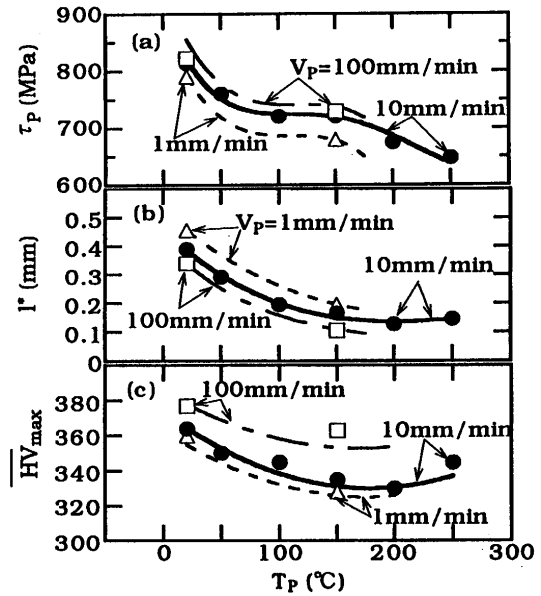 900
(a)
Vₚ=100mm/min
800
10mm/min
τₚ (MPa)
700
1mm/min
600
(b)
0.5
Vₚ=1mm/min
0.4
10mm/min
0.3
l* (mm)
0.2
100mm/min
0.1
0
(c)
100mm/min
380
10mm/min
360
HVmax
340
320
1mm/min
300
0 100 200 300
Tₚ (℃)